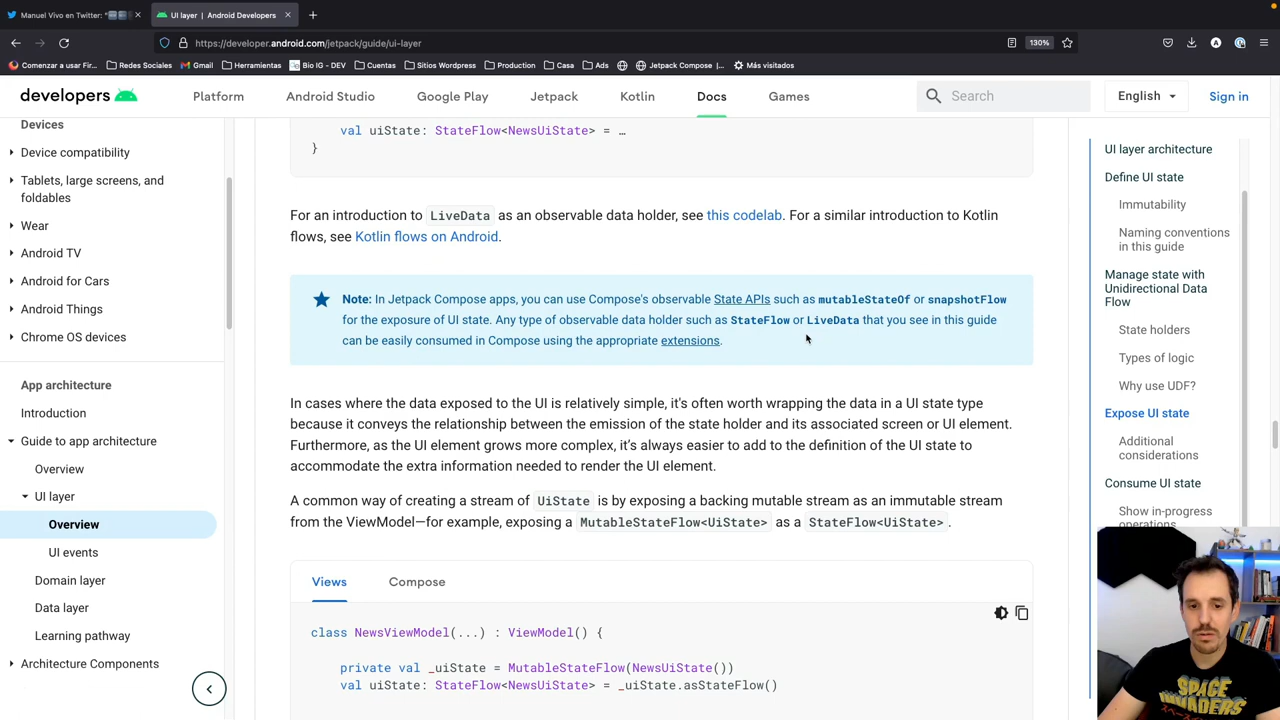 Manuel Vivo en Twitter: "
UI layer | Android Developers
https://developer.android.com/jetpack/guide/ui-layer
130%
Comenzar a usar Fir...
Redes Sociales
Gmail
Herramientas
Bio IG - DEV
Cuentas
Sitios Wordpress
Production
Casa
Ads
Jetpack Compose |...
Más visitados
developers
Platform
Android Studio
Google Play
Jetpack
Kotlin
Docs
Games
Search
English
Sign in
Devices
Device compatibility
Tablets, large screens, and
foldables
Wear
Android TV
Android for Cars
Android Things
Chrome OS devices
App architecture
Introduction
Guide to app architecture
Overview
UI layer
Overview
UI events
Domain layer
Data layer
Learning pathway
Architecture Components
val uiState: StateFlow<NewsUiState> = …
}
For an introduction to LiveData as an observable data holder, see this codelab. For a similar introduction to Kotlin
flows, see Kotlin flows on Android.
Note: In Jetpack Compose apps, you can use Compose's observable State APIs such as mutableStateOf or snapshotFlow
for the exposure of UI state. Any type of observable data holder such as StateFlow or LiveData that you see in this guide
can be easily consumed in Compose using the appropriate extensions.
In cases where the data exposed to the UI is relatively simple, it's often worth wrapping the data in a UI state type
because it conveys the relationship between the emission of the state holder and its associated screen or UI element.
Furthermore, as the UI element grows more complex, it's always easier to add to the definition of the UI state to
accommodate the extra information needed to render the UI element.
A common way of creating a stream of UiState is by exposing a backing mutable stream as an immutable stream
from the ViewModel—for example, exposing a MutableStateFlow<UiState> as a StateFlow<UiState>.
Views
Compose
class NewsViewModel(...) : ViewModel() {
private val _uiState = MutableStateFlow(NewsUiState())
val uiState: StateFlow<NewsUiState> = _uiState.asStateFlow()
UI layer architecture
Define UI state
Immutability
Naming conventions
in this guide
Manage state with
Unidirectional Data
Flow
State holders
Types of logic
Why use UDF?
Expose UI state
Additional
considerations
Consume UI state
Show in-progress
operations
SPACE
INVADERS